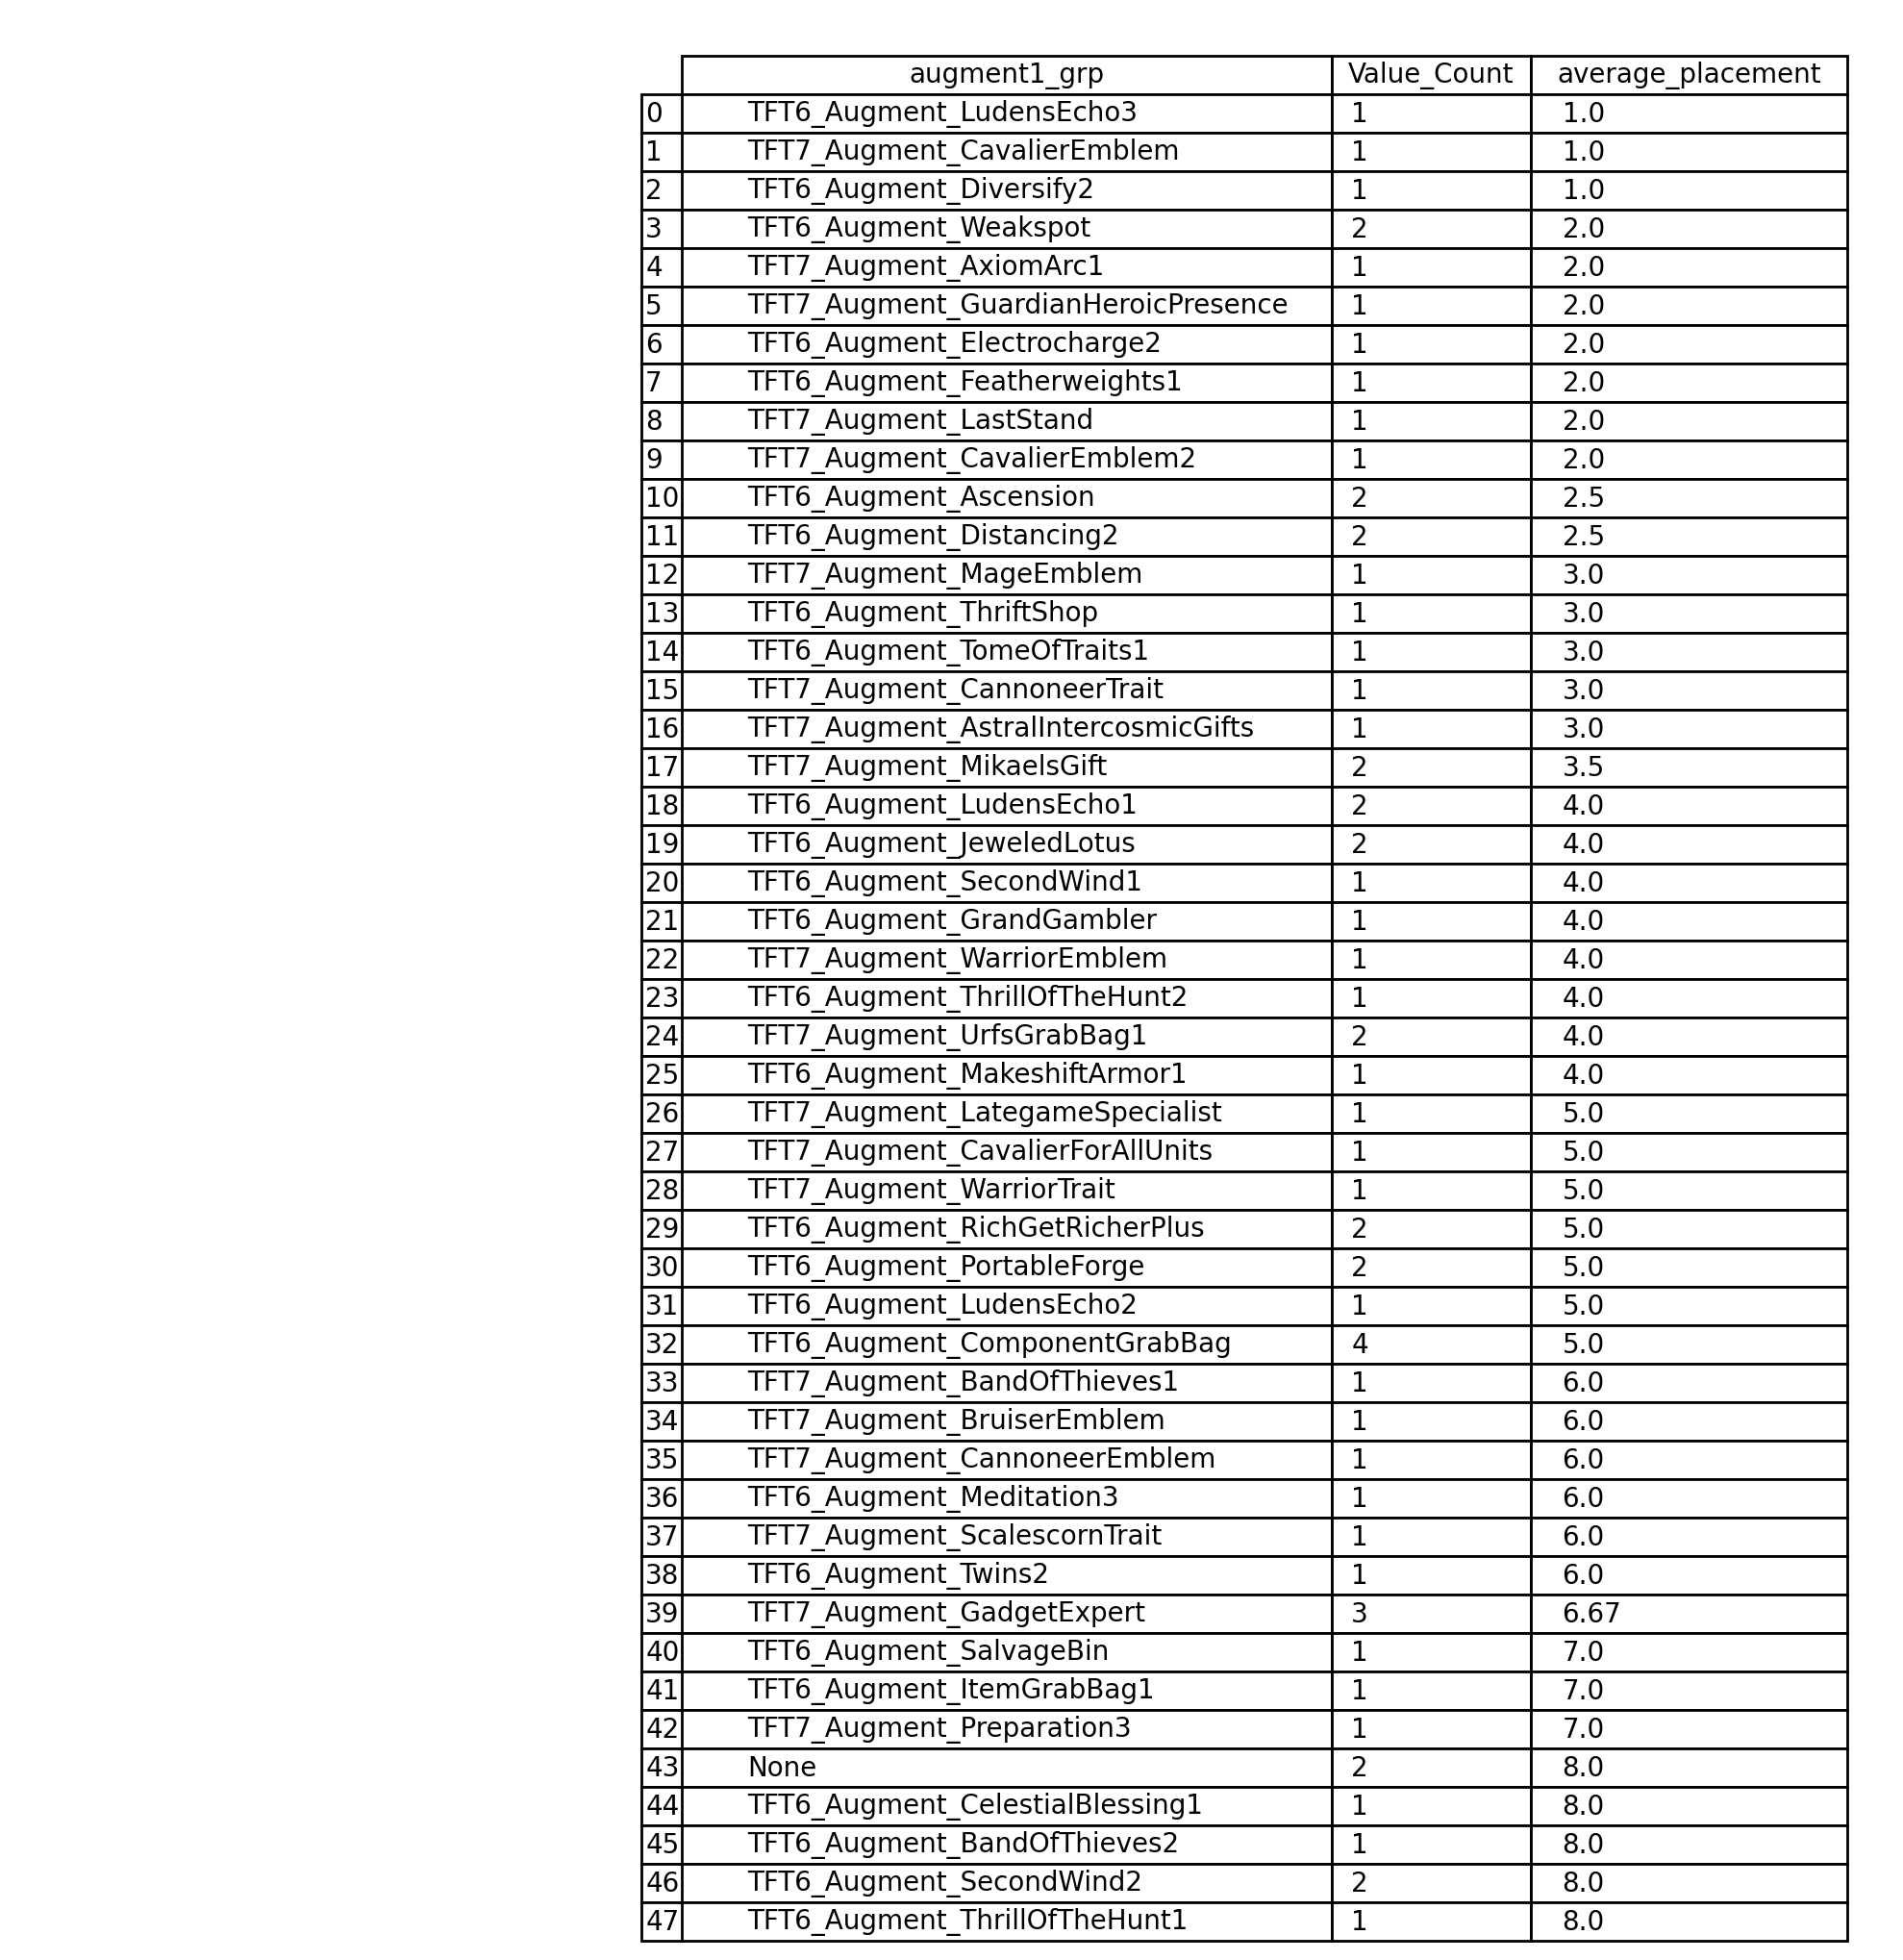 augment1_grp Value_Count average_placement
0 TFT6_Augment_LudensEcho3 1 1.0
1 TFT7_Augment_CavalierEmblem 1 1.0
2 TFT6_Augment_Diversify2 1 1.0
3 TFT6_Augment_Weakspot 2 2.0
4 TFT7_Augment_AxiomArc1 1 2.0
5 TFT7_Augment_GuardianHeroicPresence 1 2.0
6 TFT6_Augment_Electrocharge2 1 2.0
7 TFT6_Augment_Featherweights1 1 2.0
8 TFT7_Augment_LastStand 1 2.0
9 TFT7_Augment_CavalierEmblem2 1 2.0
10 TFT6_Augment_Ascension 2 2.5
11 TFT6_Augment_Distancing2 2 2.5
12 TFT7_Augment_MageEmblem 1 3.0
13 TFT6_Augment_ThriftShop 1 3.0
14 TFT6_Augment_TomeOfTraits1 1 3.0
15 TFT7_Augment_CannoneerTrait 1 3.0
16 TFT7_Augment_AstralIntercosmicGifts 1 3.0
17 TFT7_Augment_MikaelsGift 2 3.5
18 TFT6_Augment_LudensEcho1 2 4.0
19 TFT6_Augment_JeweledLotus 2 4.0
20 TFT6_Augment_SecondWind1 1 4.0
21 TFT6_Augment_GrandGambler 1 4.0
22 TFT7_Augment_WarriorEmblem 1 4.0
23 TFT6_Augment_ThrillOfTheHunt2 1 4.0
24 TFT7_Augment_UrfsGrabBag1 2 4.0
25 TFT6_Augment_MakeshiftArmor1 1 4.0
26 TFT7_Augment_LategameSpecialist 1 5.0
27 TFT7_Augment_CavalierForAllUnits 1 5.0
28 TFT7_Augment_WarriorTrait 1 5.0
29 TFT6_Augment_RichGetRicherPlus 2 5.0
30 TFT6_Augment_PortableForge 2 5.0
31 TFT6_Augment_LudensEcho2 1 5.0
32 TFT6_Augment_ComponentGrabBag 4 5.0
33 TFT7_Augment_BandOfThieves1 1 6.0
34 TFT7_Augment_BruiserEmblem 1 6.0
35 TFT7_Augment_CannoneerEmblem 1 6.0
36 TFT6_Augment_Meditation3 1 6.0
37 TFT7_Augment_ScalescornTrait 1 6.0
38 TFT6_Augment_Twins2 1 6.0
39 TFT7_Augment_GadgetExpert 3 6.67
40 TFT6_Augment_SalvageBin 1 7.0
41 TFT6_Augment_ItemGrabBag1 1 7.0
42 TFT7_Augment_Preparation3 1 7.0
43 None 2 8.0
44 TFT6_Augment_CelestialBlessing1 1 8.0
45 TFT6_Augment_BandOfThieves2 1 8.0
46 TFT6_Augment_SecondWind2 2 8.0
47 TFT6_Augment_ThrillOfTheHunt1 1 8.0